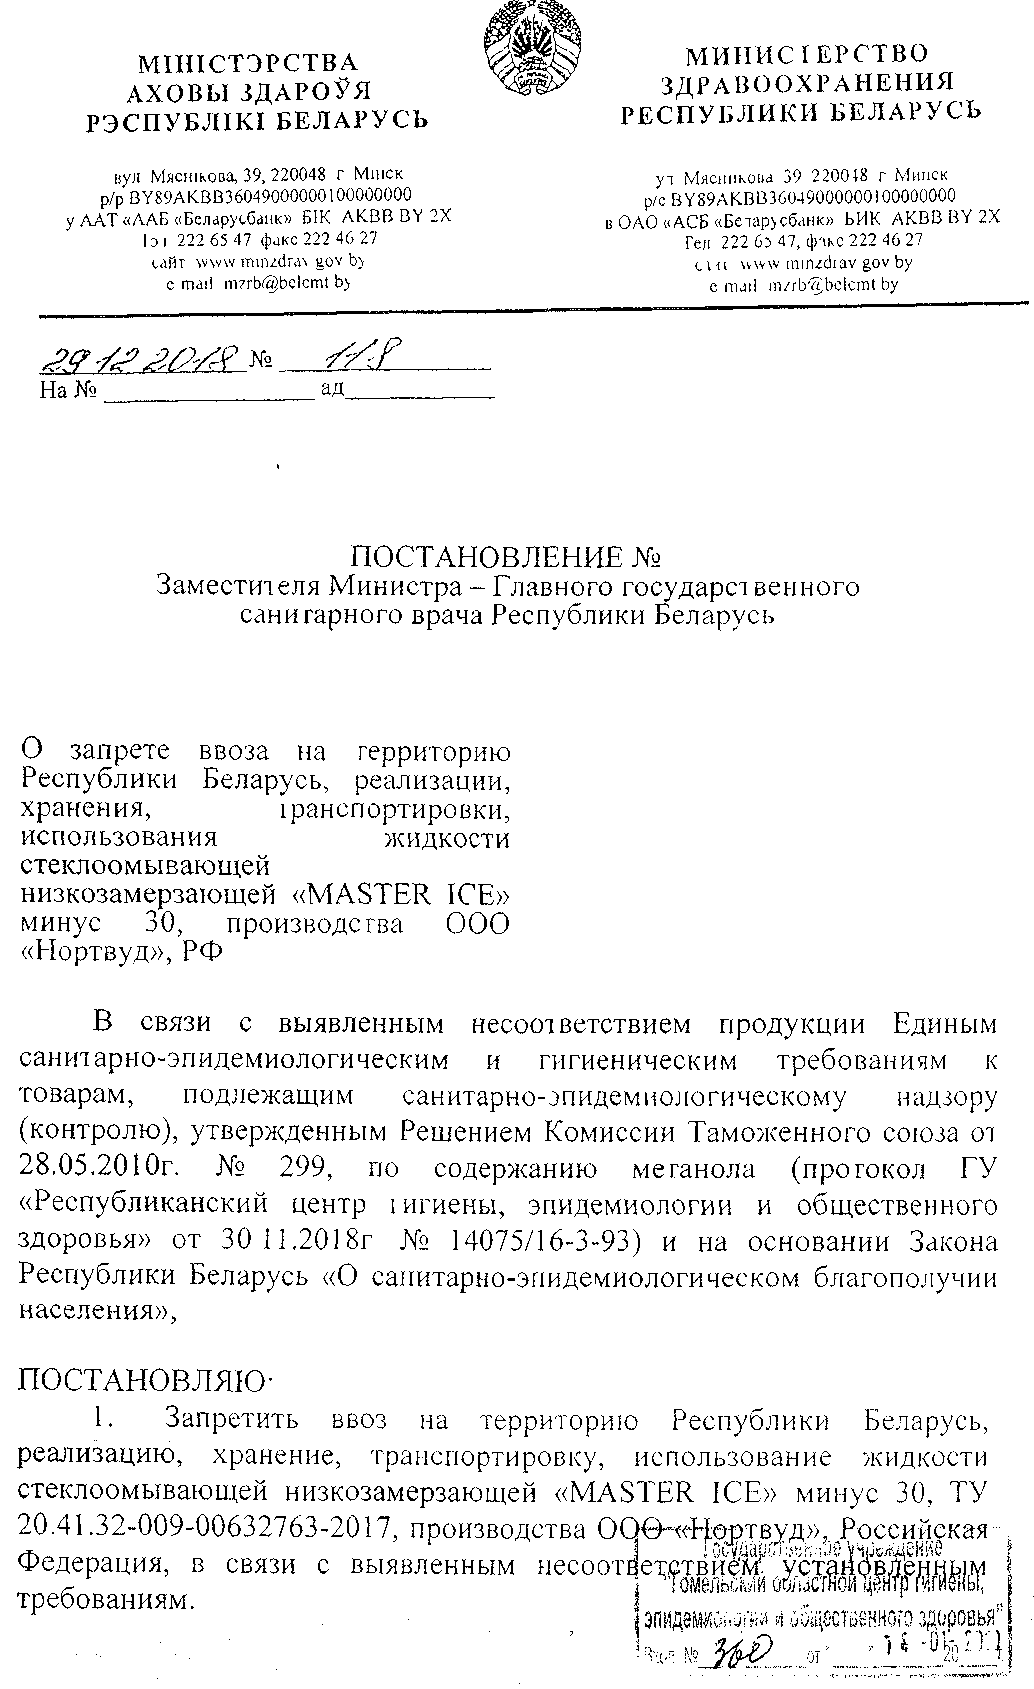 МІНІСТЭРСТВА
АХОВЫ ЗДАРОЎЯ
РЭСПУБЛІКІ БЕЛАРУСЬ
вул Мяснікова, 39, 220048 г Мінск
р/р BY89AKBB36049000000100000000
у ААТ «ААБ «Беларусбанк» БІК AKBB BY 2X
Тэл 222 65 47 факс 222 46 27
сайт www minzdrav gov by
e mail mzrb@belcmt by
МИНИСТЕРСТВО
ЗДРАВООХРАНЕНИЯ
РЕСПУБЛИКИ БЕЛАРУСЬ
ул Мясникова 39 220048 г Минск
р/с BY89AKBB36049000000100000000
в ОАО «АСБ «Беларусбанк» БИК AKBB BY 2X
Тел 222 65 47, факс 222 46 27
сайт www minzdrav gov by
e mail mzrb@belcmt by
29 12 2018 № 118
На № ад
ПОСТАНОВЛЕНИЕ №
Заместителя Министра – Главного государственного
санитарного врача Республики Беларусь
О запрете ввоза на территорию
Республики Беларусь, реализации,
хранения, транспортировки,
использования жидкости
стеклоомывающей
низкозамерзающей «MASTER ICE»
минус 30, производства ООО
«Нортвуд», РФ
В связи с выявленным несоответствием продукции Единым
санитарно-эпидемиологическим и гигиеническим требованиям к
товарам, подлежащим санитарно-эпидемиологическому надзору
(контролю), утвержденным Решением Комиссии Таможенного союза от
28.05.2010г. № 299, по содержанию метанола (протокол ГУ
«Республиканский центр гигиены, эпидемиологии и общественного
здоровья» от 30 11.2018г № 14075/16-3-93) и на основании Закона
Республики Беларусь «О санитарно-эпидемиологическом благополучии
населения»,
ПОСТАНОВЛЯЮ·
1. Запретить ввоз на территорию Республики Беларусь,
реализацию, хранение, транспортировку, использование жидкости
стеклоомывающей низкозамерзающей «MASTER ICE» минус 30, ТУ
20.41.32-009-00632763-2017, производства ООО «Нортвуд», Российская
Федерация, в связи с выявленным несоответствием установленным
требованиям.
Государственное учреждение
"Гомельский областной центр гигиены,
эпидемиологии и общественного здоровья"
№ 360 от